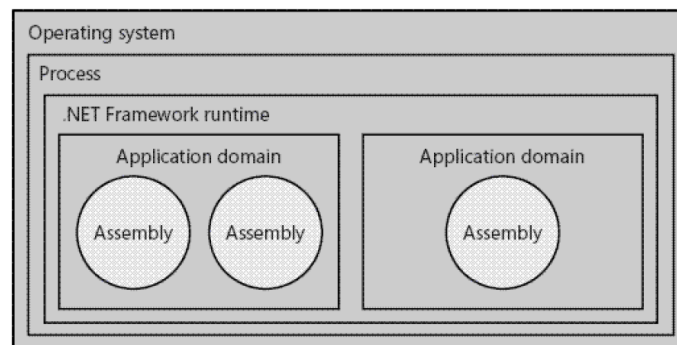 Operating system
Process
.NET Framework runtime
Application domain
Application domain
Assembly
Assembly
Assembly